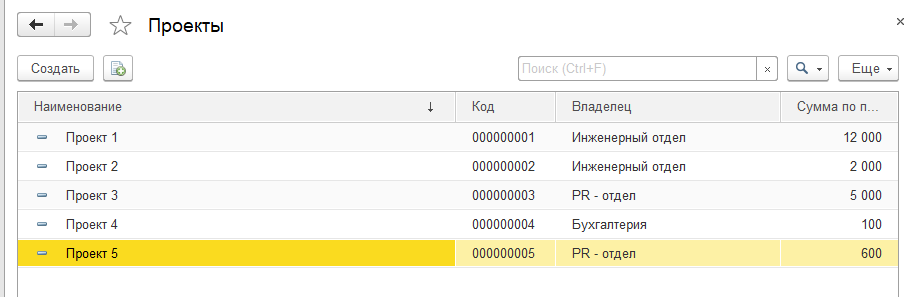 Проекты
Создать Поиск (Ctrl+F) × Еще
Наименование ↓ Код Владелец Сумма по п...
Проект 1 000000001 Инженерный отдел 12 000
Проект 2 000000002 Инженерный отдел 2 000
Проект 3 000000003 PR - отдел 5 000
Проект 4 000000004 Бухгалтерия 100
Проект 5 000000005 PR - отдел 600